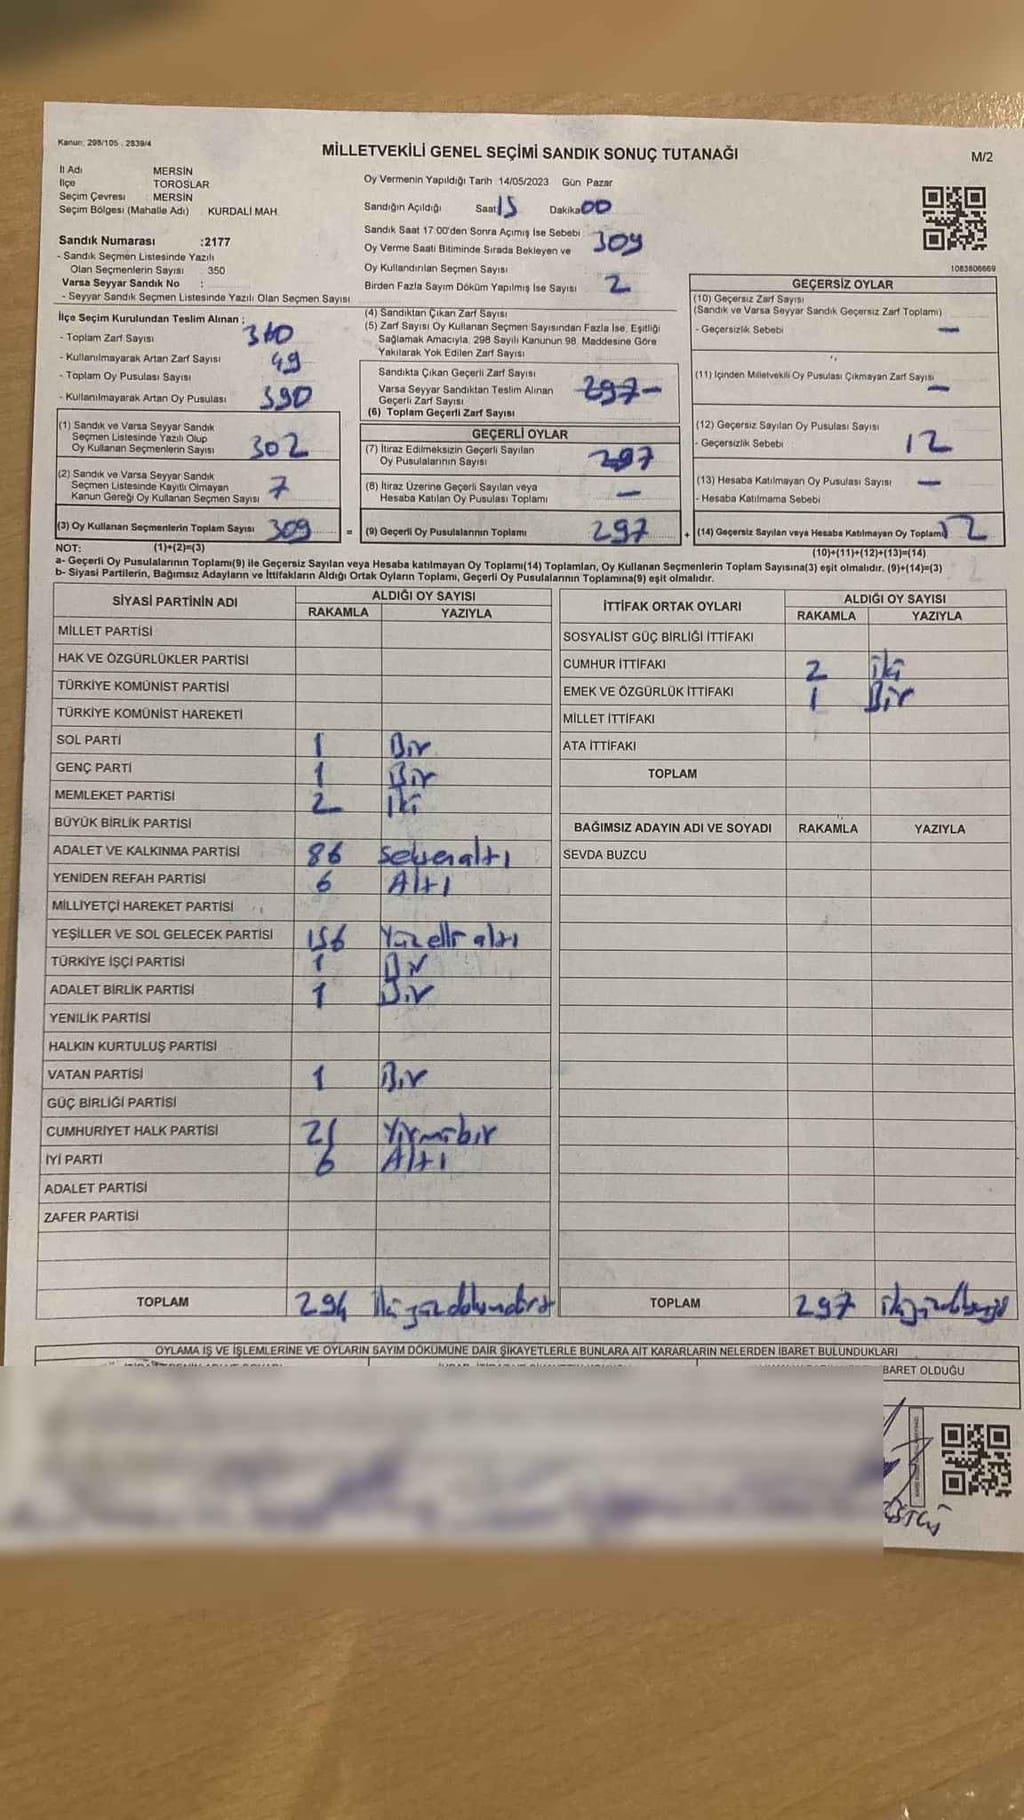 Kanun: 298/105 . 2839/4
MİLLETVEKİLİ GENEL SEÇİMİ SANDIK SONUÇ TUTANAĞI
M/2
İl Adı MERSİN
İlçe TOROSLAR
Seçim Çevresi : MERSİN
Seçim Bölgesi (Mahalle Adı) KURDALİ MAH.
Sandık Numarası :2177
- Sandık Seçmen Listesinde Yazılı
Olan Seçmenlerin Sayısı : 350
Varsa Seyyar Sandık No :
- Seyyar Sandık Seçmen Listesinde Yazılı Olan Seçmen Sayısı
Oy Vermenin Yapıldığı Tarih 14/05/2023 Gün Pazar
Sandığın Açıldığı Saat 15 Dakika 00
Sandık Saat 17:00'den Sonra Açımış İse Sebebi :
Oy Verme Saati Bitiminde Sırada Bekleyen ve
Oy Kullandırılan Seçmen Sayısı 309
Birden Fazla Sayım Döküm Yapılmış İse Sayısı 2
1083806669
İlçe Seçim Kurulundan Teslim Alınan :
- Toplam Zarf Sayısı 360
- Kullanılmayarak Artan Zarf Sayısı 49
- Toplam Oy Pusulası Sayısı
- Kullanılmayarak Artan Oy Pusulası 390
(1) Sandık ve Varsa Seyyar Sandık
Seçmen Listesinde Yazılı Olup
Oy Kullanan Seçmenlerin Sayısı 302
(2) Sandık ve Varsa Seyyar Sandık
Seçmen Listesinde Kayıtlı Olmayan
Kanun Gereği Oy Kullanan Seçmen Sayısı 7
(3) Oy Kullanan Seçmenlerin Toplam Sayısı 309 =
(4) Sandıktan Çıkan Zarf Sayısı
(5) Zarf Sayısı Oy Kullanan Seçmen Sayısından Fazla İse, Eşitliği
Sağlamak Amacıyla, 298 Sayılı Kanunun 98. Maddesine Göre
Yakılarak Yok Edilen Zarf Sayısı
Sandıkta Çıkan Geçerli Zarf Sayısı
Varsa Seyyar Sandıktan Teslim Alınan
Geçerli Zarf Sayısı 297-
(6) Toplam Geçerli Zarf Sayısı
GEÇERLİ OYLAR
(7) İtiraz Edilmeksizin Geçerli Sayılan
Oy Pusulalarının Sayısı 297
(8) İtiraz Üzerine Geçerli Sayılan veya
Hesaba Katılan Oy Pusulası Toplamı -
(9) Geçerli Oy Pusulalarının Toplamı 297 +
GEÇERSİZ OYLAR
(10) Geçersiz Zarf Sayısı
(Sandık ve Varsa Seyyar Sandık Geçersiz Zarf Toplamı)
- Geçersizlik Sebebi -
(11) İçinden Milletvekili Oy Pusulası Çıkmayan Zarf Sayısı -
(12) Geçersiz Sayılan Oy Pusulası Sayısı
- Geçersizlik Sebebi 12
(13) Hesaba Katılmayan Oy Pusulası Sayısı -
- Hesaba Katılmama Sebebi
(14) Geçersiz Sayılan veya Hesaba Katılmayan Oy Toplamı 12
NOT: (1)+(2)=(3)
(10)+(11)+(12)+(13)=(14)
a- Geçerli Oy Pusulalarının Toplamı(9) ile Geçersiz Sayılan veya Hesaba katılmayan Oy Toplamı(14) Toplamları, Oy Kullanan Seçmenlerin Toplam Sayısına(3) eşit olmalıdır. (9)+(14)=(3)
b- Siyasi Partilerin, Bağımsız Adayların ve İttifakların Aldığı Ortak Oyların Toplamı, Geçerli Oy Pusulalarının Toplamına(9) eşit olmalıdır.
SİYASİ PARTİNİN ADI ALDIĞI OY SAYISI
RAKAMLA YAZIYLA
MİLLET PARTİSİ
HAK VE ÖZGÜRLÜKLER PARTİSİ
TÜRKİYE KOMÜNİST PARTİSİ
TÜRKİYE KOMÜNİST HAREKETİ
SOL PARTİ 1 Bir
GENÇ PARTİ 1 Bir
MEMLEKET PARTİSİ 2 İki
BÜYÜK BİRLİK PARTİSİ
ADALET VE KALKINMA PARTİSİ 86 Seksenaltı
YENİDEN REFAH PARTİSİ 6 Altı
MİLLİYETÇİ HAREKET PARTİSİ
YEŞİLLER VE SOL GELECEK PARTİSİ 156 Yüz elli altı
TÜRKİYE İŞÇİ PARTİSİ 1 Bir
ADALET BİRLİK PARTİSİ 1 Bir
YENİLİK PARTİSİ
HALKIN KURTULUŞ PARTİSİ
VATAN PARTİSİ 1 Bir
GÜÇ BİRLİĞİ PARTİSİ
CUMHURİYET HALK PARTİSİ 21 Yirmibir
İYİ PARTİ 6 Altı
ADALET PARTİSİ
ZAFER PARTİSİ
TOPLAM 294
İTTİFAK ORTAK OYLARI ALDIĞI OY SAYISI
RAKAMLA YAZIYLA
SOSYALİST GÜÇ BİRLİĞİ İTTİFAKI
CUMHUR İTTİFAKI 2 iki
EMEK VE ÖZGÜRLÜK İTTİFAKI 1 Bir
MİLLET İTTİFAKI
ATA İTTİFAKI
TOPLAM
BAĞIMSIZ ADAYIN ADI VE SOYADI RAKAMLA YAZIYLA
SEVDA BUZCU
TOPLAM 297
OYLAMA İŞ VE İŞLEMLERİNE VE OYLARIN SAYIM DÖKÜMÜNE DAİR ŞİKAYETLERLE BUNLARA AİT KARARLARIN NELERDEN İBARET BULUNDUKLARI
BARET OLDUĞU